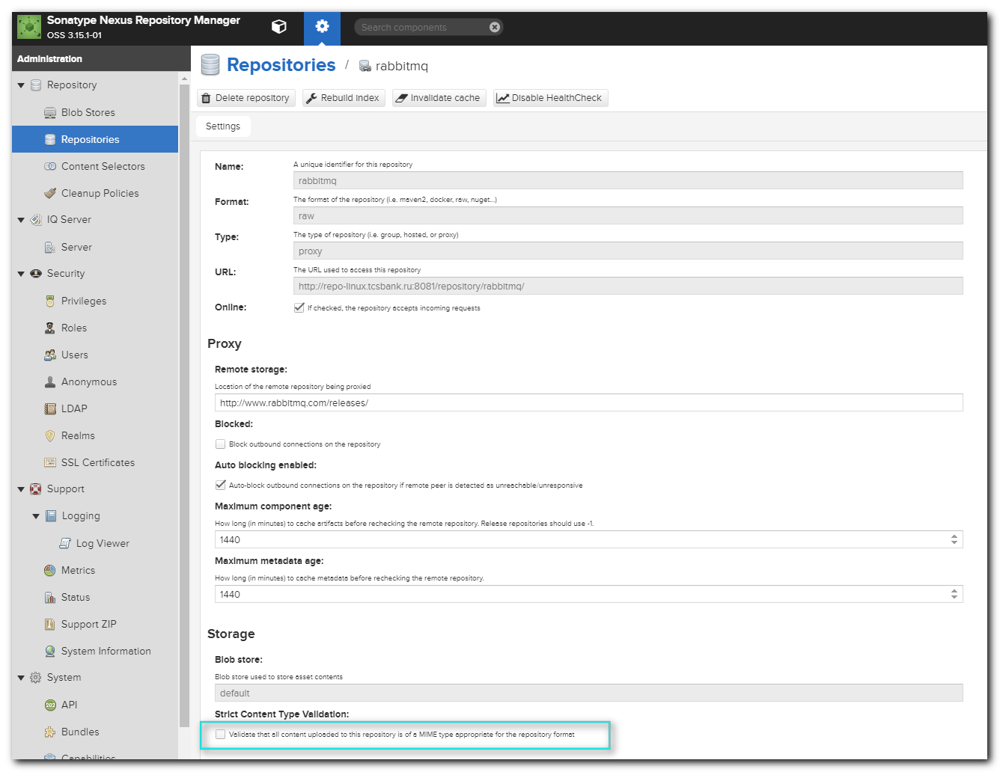 Sonatype Nexus Repository Manager
OSS 3.15.1-01
Search components
Administration
Repository
Blob Stores
Repositories
Content Selectors
Cleanup Policies
IQ Server
Server
Security
Privileges
Roles
Users
Anonymous
LDAP
Realms
SSL Certificates
Support
Logging
Log Viewer
Metrics
Status
Support ZIP
System Information
System
202 API
Bundles
Capabilities
Repositories / rabbitmq
Delete repository Rebuild index Invalidate cache Disable HealthCheck
Settings
Name: A unique identifier for this repository
rabbitmq
Format: The format of the repository (i.e. maven2, docker, raw, nuget...)
raw
Type: The type of repository (i.e. group, hosted, or proxy)
proxy
URL: The URL used to access this repository
http://repo-linux.tcsbank.ru:8081/repository/rabbitmq/
Online: If checked, the repository accepts incoming requests
Proxy
Remote storage:
Location of the remote repository being proxied
http://www.rabbitmq.com/releases/
Blocked:
Block outbound connections on the repository
Auto blocking enabled:
Auto-block outbound connections on the repository if remote peer is detected as unreachable/unresponsive
Maximum component age:
How long (in minutes) to cache artifacts before rechecking the remote repository. Release repositories should use -1.
1440
Maximum metadata age:
How long (in minutes) to cache metadata before rechecking the remote repository.
1440
Storage
Blob store:
Blob store used to store asset contents
default
Strict Content Type Validation:
Validate that all content uploaded to this repository is of a MIME type appropriate for the repository format